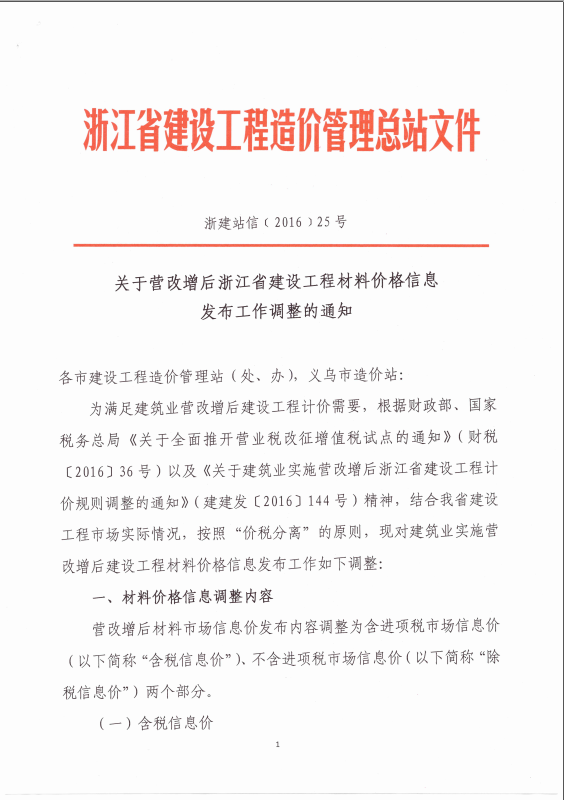 浙江省建设工程造价管理总站文件
浙建站信﹝2016﹞25号
关于营改增后浙江省建设工程材料价格信息
发布工作调整的通知
各市建设工程造价管理站（处、办），义乌市造价站：
为满足建筑业营改增后建设工程计价需要，根据财政部、国家
税务总局《关于全面推开营业税改征增值税试点的通知》（财税
〔2016〕36号）以及《关于建筑业实施营改增后浙江省建设工程计
价规则调整的通知》（建建发〔2016〕144号）精神，结合我省建设
工程市场实际情况，按照“价税分离”的原则，现对建筑业实施营
改增后建设工程材料价格信息发布工作如下调整：
一、材料价格信息调整内容
营改增后材料市场信息价发布内容调整为含进项税市场信息价
（以下简称“含税信息价”）、不含进项税市场信息价（以下简称“除
税信息价”）两个部分。
（一）含税信息价
1